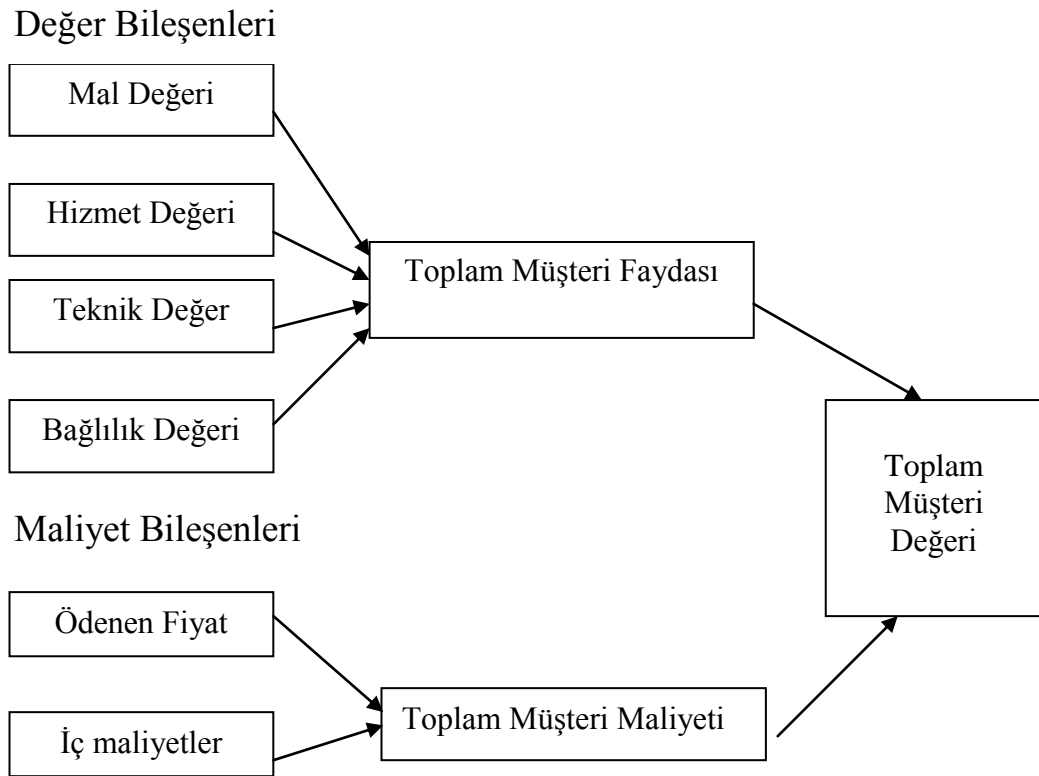 Değer Bileşenleri
Mal Değeri
Hizmet Değeri
Toplam Müşteri Faydası
Teknik Değer
Bağlılık Değeri
Toplam
Müşteri
Değeri
Maliyet Bileşenleri
Ödenen Fiyat
Toplam Müşteri Maliyeti
İç maliyetler